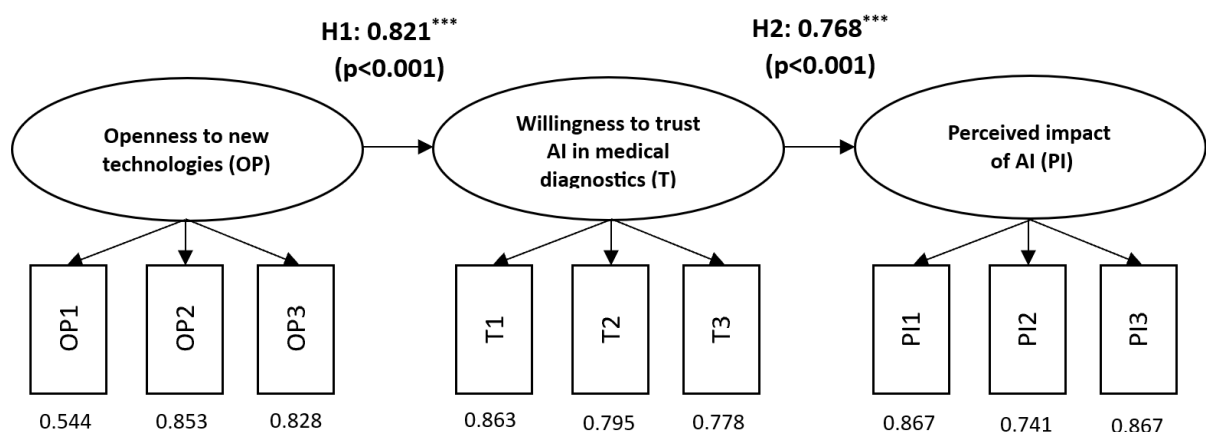 H1: 0.821***
(p<0.001)
H2: 0.768***
(p<0.001)
Openness to new
technologies (OP)
Willingness to trust
AI in medical
diagnostics (T)
Perceived impact
of AI (PI)
OP1
OP2
OP3
T1
T2
T3
PI1
PI2
PI3
0.544
0.853
0.828
0.863
0.795
0.778
0.867
0.741
0.867